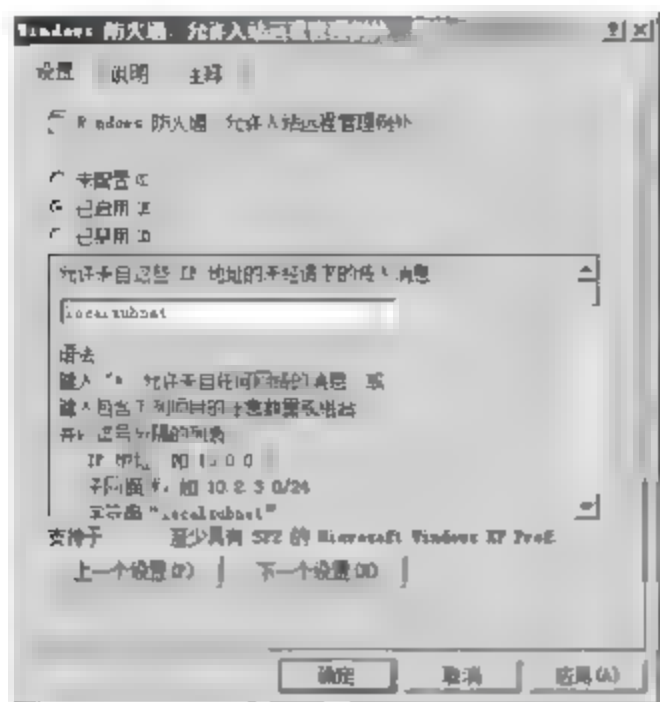 Windows 防火墙: 允许入站远程管理例外
设置 说明 注释
Windows 防火墙: 允许入站远程管理例外
未配置(C)
已启用(E)
已禁用(D)
允许来自这些 IP 地址的未经请求的传入消息
localsubnet
语法
键入 "*" 允许来自任何网络的消息 或
键入包含下列项目的任意数量或组合
并以逗号分隔的列表
IP 地址, 如 10.0.0.1
子网 如 10.2.3.0/24
字符串 "localsubnet"
支持于 至少具有 SP2 的 Microsoft Windows XP Prof
上一个设置(P) 下一个设置(N)
确定 取消 应用(A)